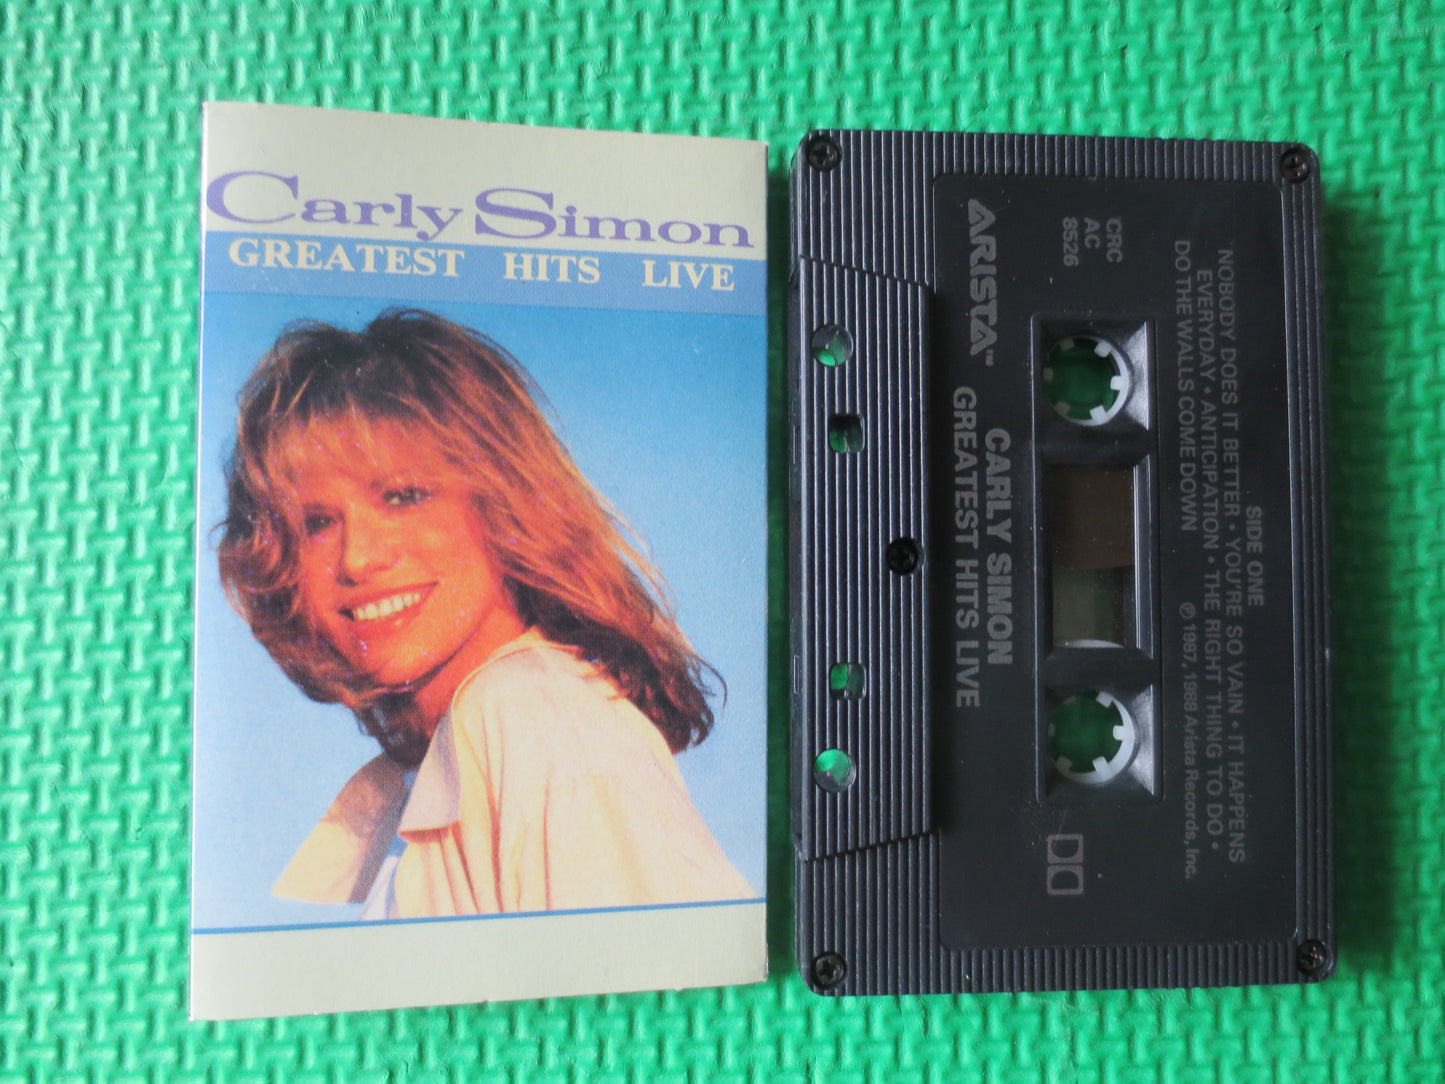 Carly Simon
GREATEST HITS LIVE
SIDE ONE
NOBODY DOES IT BETTER • YOU'RE SO VAIN • IT HAPPENS
EVERYDAY • ANTICIPATION • THE RIGHT THING TO DO •
DO THE WALLS COME DOWN
℗ 1987, 1988 Arista Records, Inc.
CRC
AC
8526
ARISTA™
CARLY SIMON
GREATEST HITS LIVE